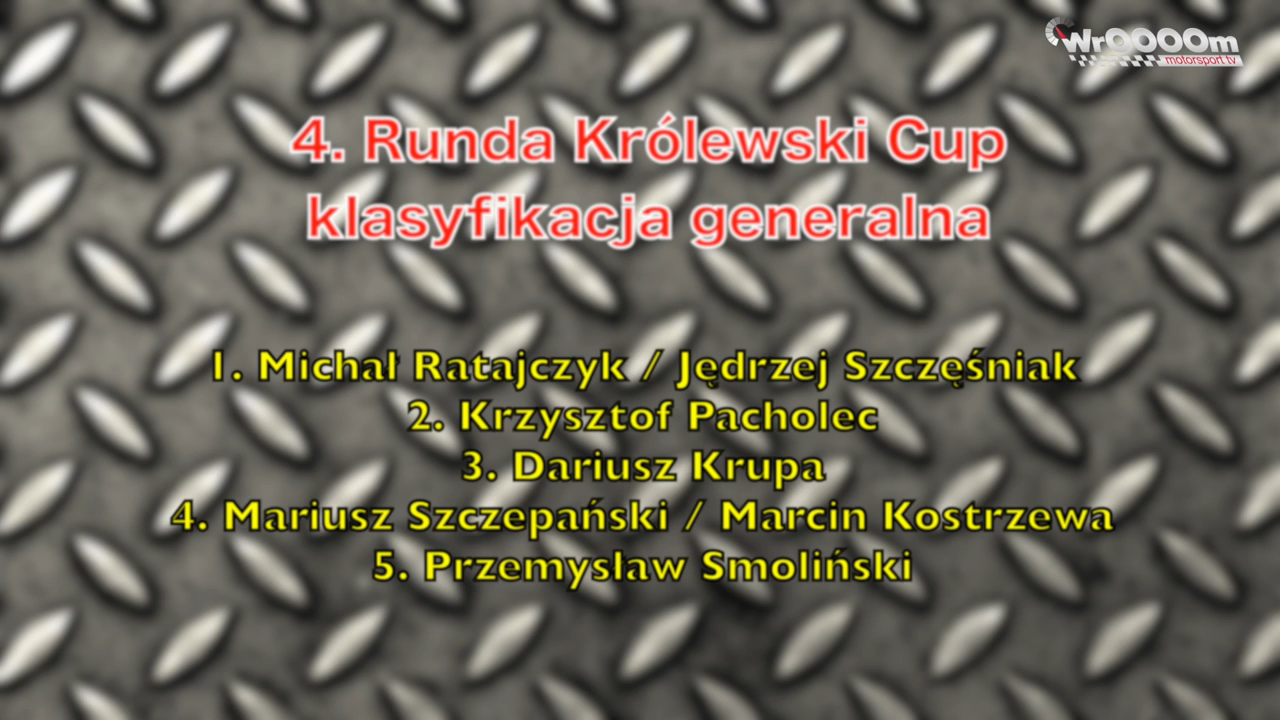 WrOOOOm
motorsport.tv
4. Runda Królewski Cup
klasyfikacja generalna
1. Michał Ratajczyk / Jędrzej Szczęśniak
2. Krzysztof Pacholec
3. Dariusz Krupa
4. Mariusz Szczepański / Marcin Kostrzewa
5. Przemysław Smoliński